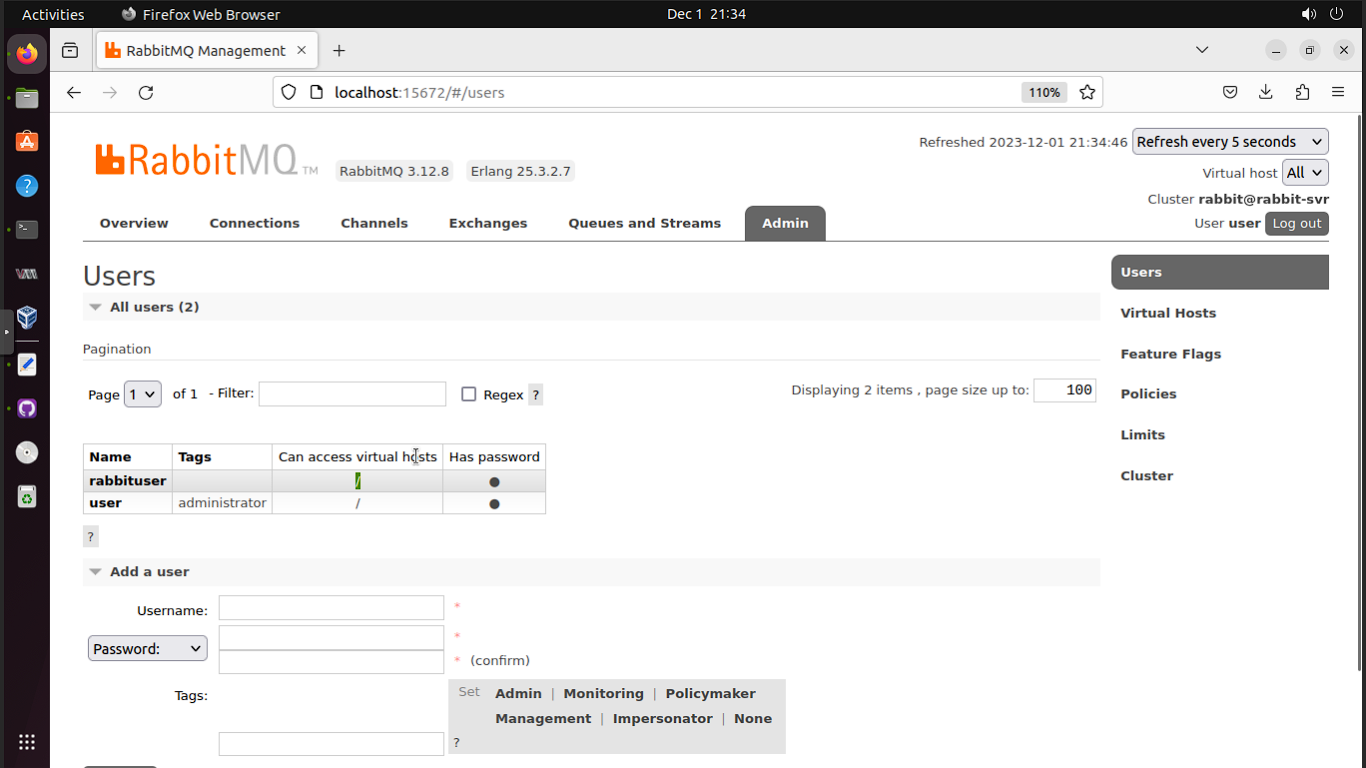 Activities Firefox Web Browser Dec 1 21:34
RabbitMQ Management
localhost:15672/#/users 110%
RabbitMQ TM RabbitMQ 3.12.8 Erlang 25.3.2.7
Refreshed 2023-12-01 21:34:46 Refresh every 5 seconds
Virtual host All
Cluster rabbit@rabbit-svr
User user Log out
Overview Connections Channels Exchanges Queues and Streams Admin
Users
Virtual Hosts
Feature Flags
Policies
Limits
Cluster
Users
All users (2)
Pagination
Page 1 of 1 - Filter: Regex ? Displaying 2 items , page size up to: 100
Name Tags Can access virtual hosts Has password
rabbituser / ●
user administrator / ●
?
Add a user
Username: *
Password: *
* (confirm)
Tags: Set Admin | Monitoring | Policymaker
Management | Impersonator | None
?